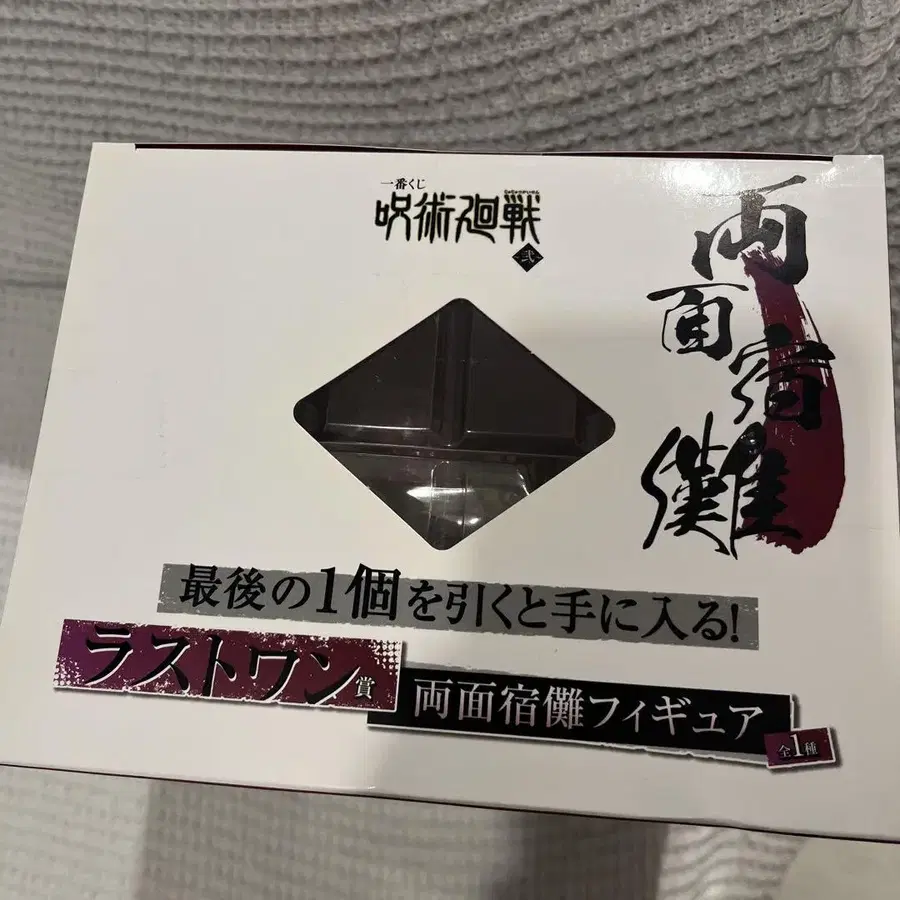 一番くじ
呪術廻戦
弐
両面宿儺
最後の1個を引くと手に入る!
ラストワン賞
両面宿儺フィギュア
全1種